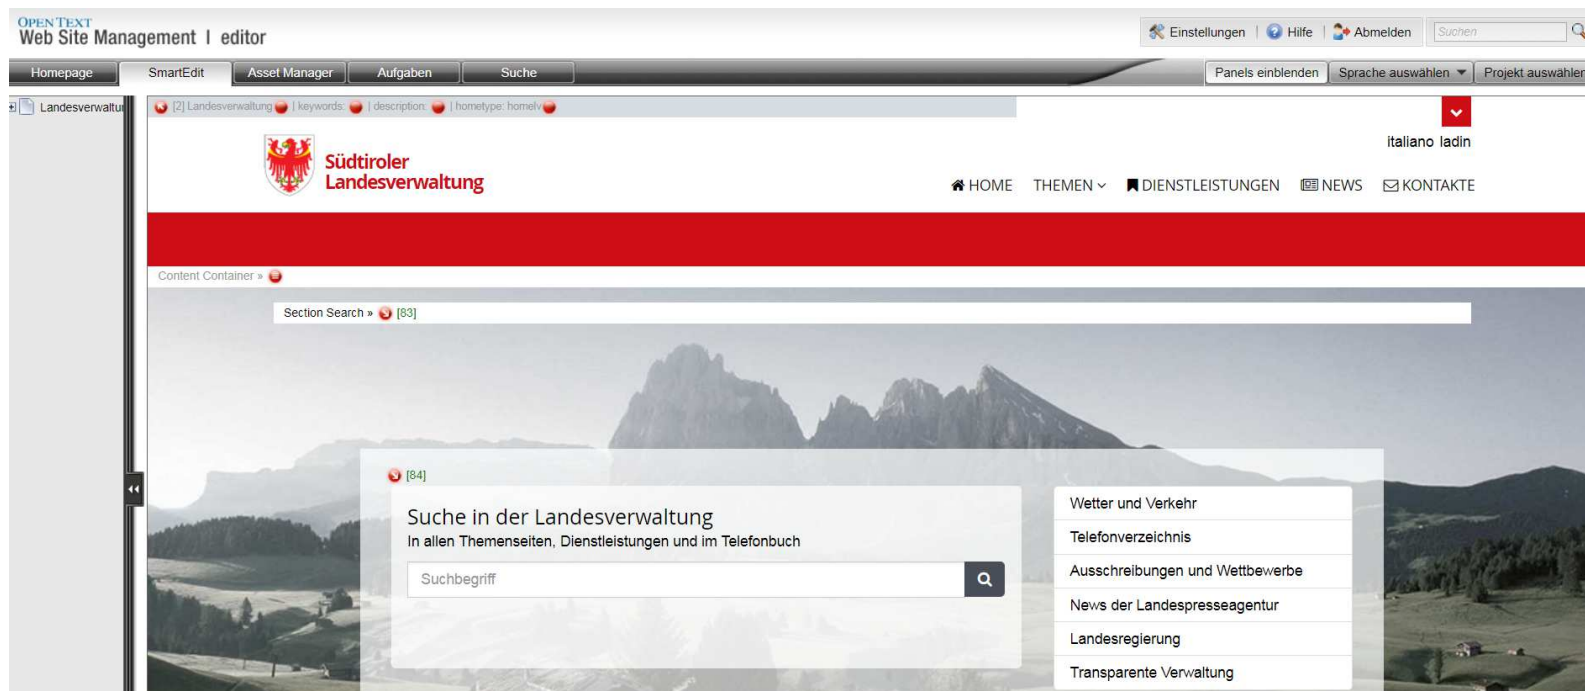 OPEN TEXT
Web Site Management | editor
Einstellungen | Hilfe | Abmelden Suchen
Homepage SmartEdit Asset Manager Aufgaben Suche Panels einblenden Sprache auswählen Projekt auswählen
Landesverwaltu
[2] Landesverwaltung | keywords: | description: | hometype: homelv
italiano ladin
Südtiroler
Landesverwaltung
HOME THEMEN DIENSTLEISTUNGEN NEWS KONTAKTE
Content Container »
Section Search » [83]
[84]
Suche in der Landesverwaltung
In allen Themenseiten, Dienstleistungen und im Telefonbuch
Suchbegriff
Wetter und Verkehr
Telefonverzeichnis
Ausschreibungen und Wettbewerbe
News der Landespresseagentur
Landesregierung
Transparente Verwaltung